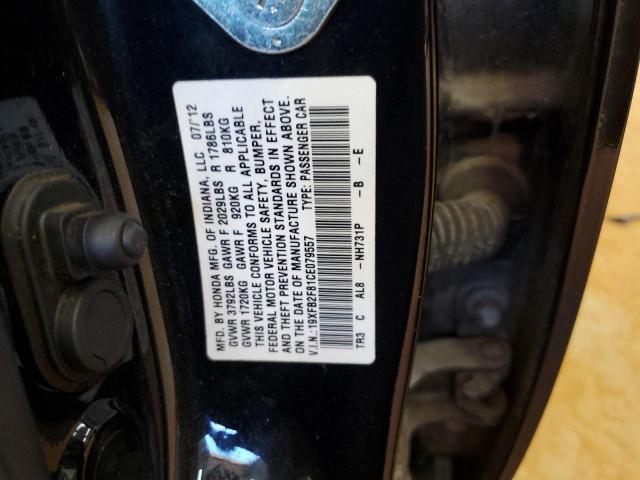 MFD. BY HONDA MFG. OF INDIANA, LLC 07/'12
GVWR 3792LBS GAWR F 2029LBS R 1786LBS
GVWR 1720KG GAWR F 920KG R 810KG
THIS VEHICLE CONFORMS TO ALL APPLICABLE
FEDERAL MOTOR VEHICLE SAFETY, BUMPER,
AND THEFT PREVENTION STANDARDS IN EFFECT
ON THE DATE OF MANUFACTURE SHOWN ABOVE.
V.I.N.: 19XFB2F81CE079557 TYPE: PASSENGER CAR
TR3 C AL8 - NH731P - B - E